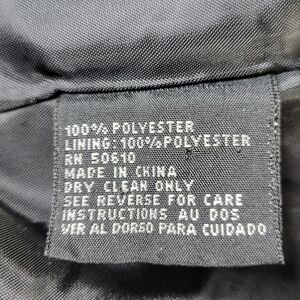 100% POLYESTER
LINING: 100% POLYESTER
RN 50610
MADE IN CHINA
DRY CLEAN ONLY
SEE REVERSE FOR CARE
INSTRUCTIONS AU DOS
VER AL DORSO PARA CUIDADO